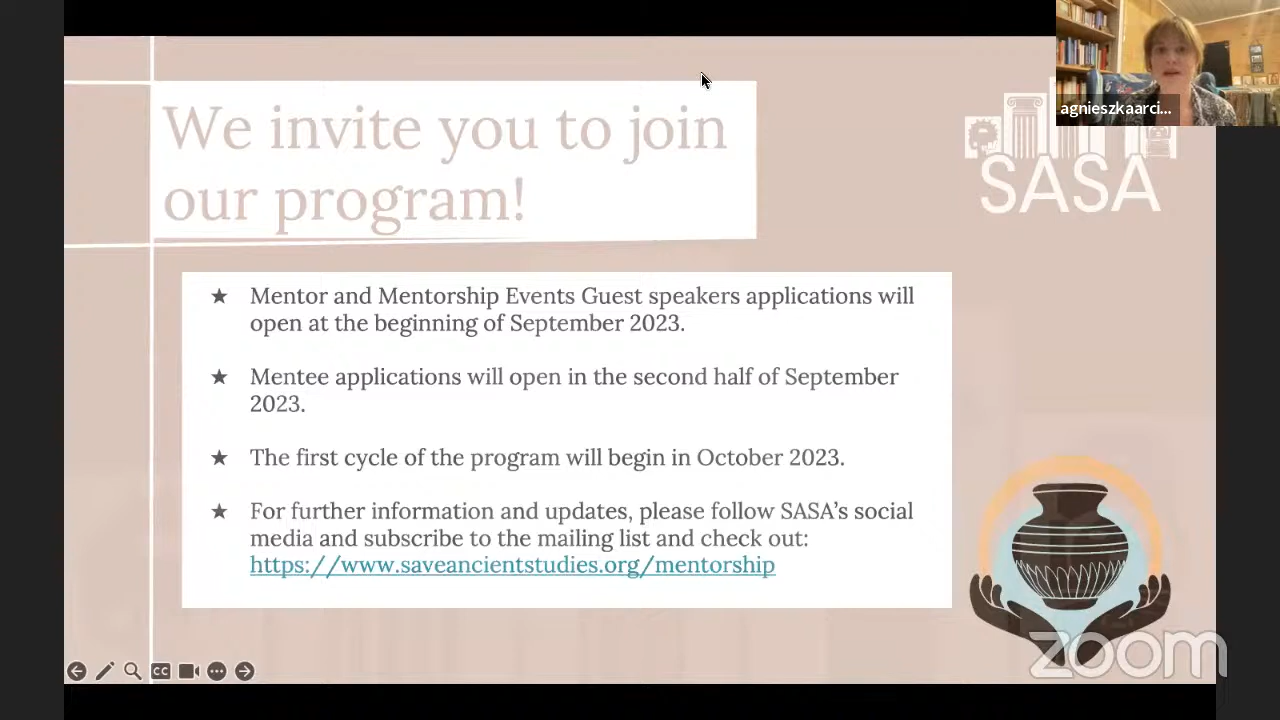 We invite you to join
our program!
agnieszkaarci...
SASA
★ Mentor and Mentorship Events Guest speakers applications will
open at the beginning of September 2023.
★ Mentee applications will open in the second half of September
2023.
★ The first cycle of the program will begin in October 2023.
★ For further information and updates, please follow SASA's social
media and subscribe to the mailing list and check out:
https://www.saveancientstudies.org/mentorship
CC
zoom